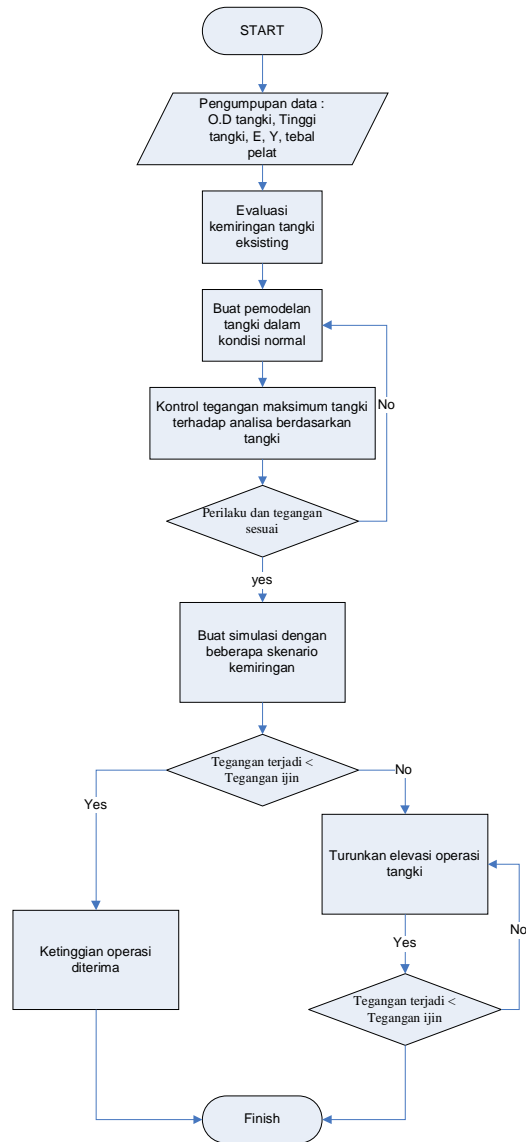 START
Pengumpupan data :
O.D tangki, Tinggi
tangki, E, Y, tebal
pelat
Evaluasi
kemiringan tangki
eksisting
Buat pemodelan
tangki dalam
kondisi normal
No
Kontrol tegangan maksimum tangki
terhadap analisa berdasarkan
tangki
Perilaku dan tegangan
sesuai
yes
Buat simulasi dengan
beberapa skenario
kemiringan
Tegangan terjadi <
Tegangan ijin
No
Yes
Turunkan elevasi operasi
tangki
Ketinggian operasi
diterima
Yes
No
Tegangan terjadi <
Tegangan ijin
Finish